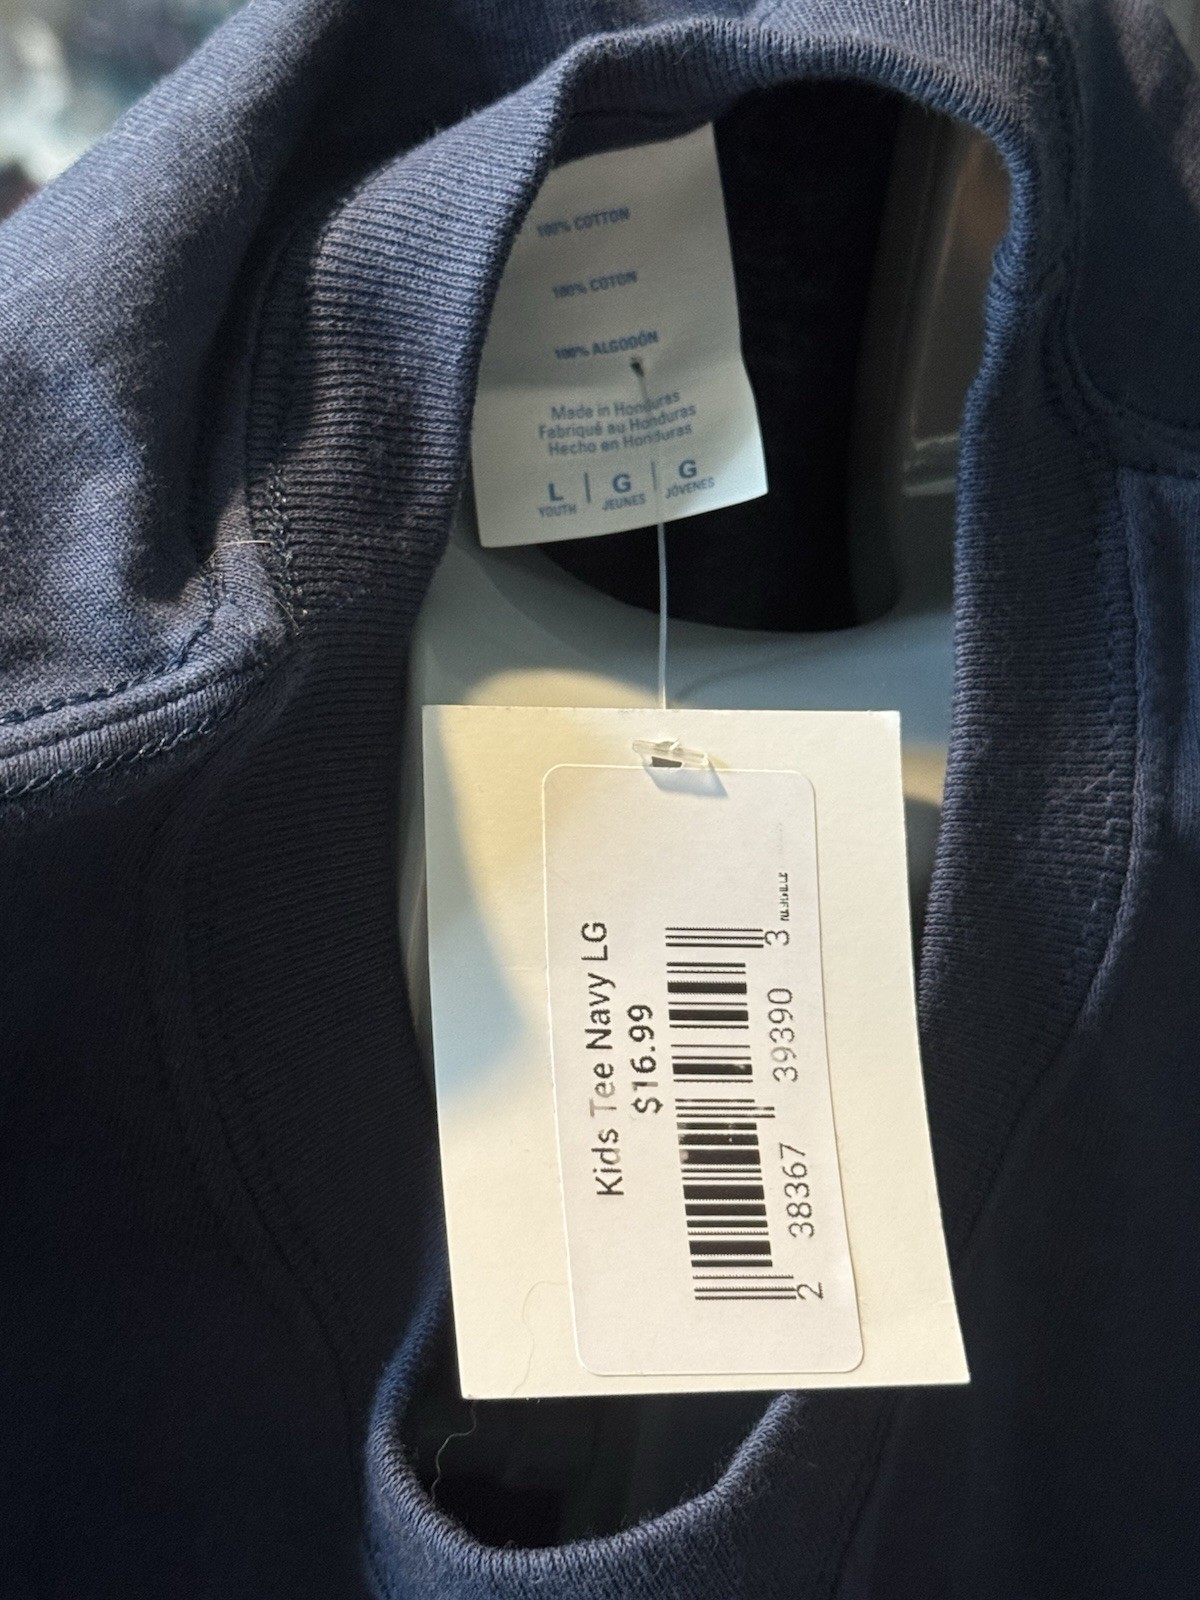 100% COTTON
100% COTON
100% ALGODÓN
Made in Honduras
Fabriqué au Honduras
Hecho en Honduras
L | G | G
YOUTH JEUNES JÓVENES
Kids Tee Navy LG
$16.99
2 38367 39390 3